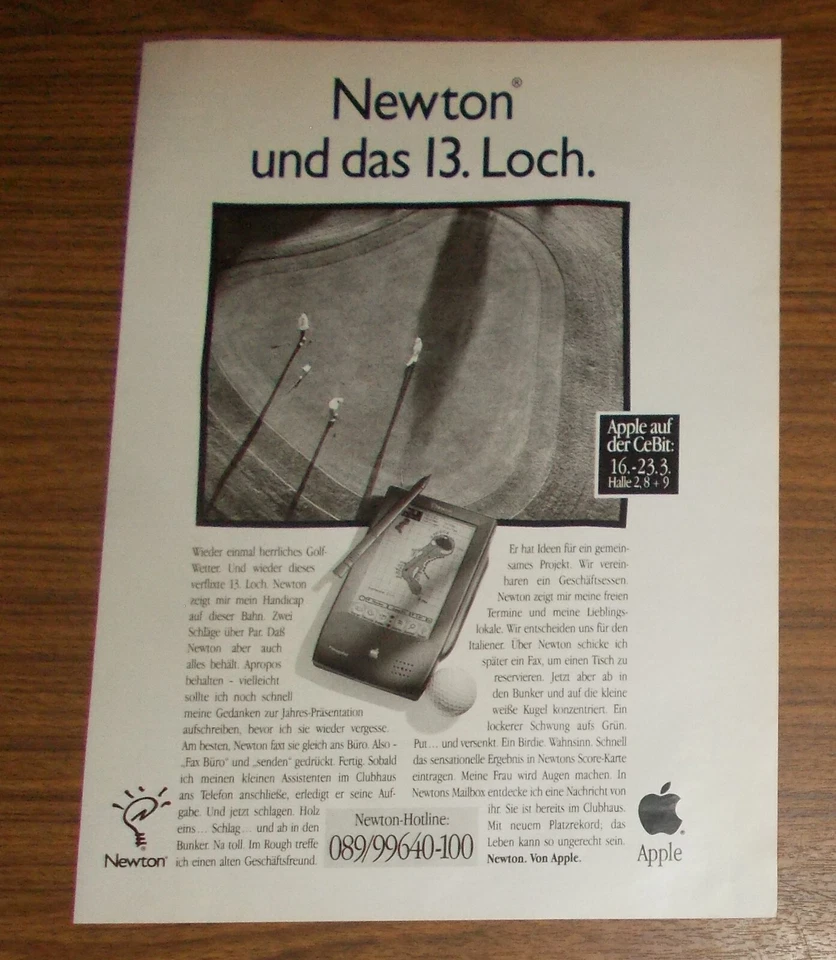 Newton®
und das 13. Loch.
Apple auf
der CeBit:
16.-23.3.
Halle 2, 8 + 9
Wieder einmal herrliches Golf-
Wetter. Und wieder dieses
verflixte 13. Loch. Newton
zeigt mir mein Handicap
auf dieser Bahn. Zwei
Schläge über Par. Daß
Newton aber auch
alles behält. Apropos
behalten - vielleicht
sollte ich noch schnell
meine Gedanken zur Jahres-Präsentation
aufschreiben, bevor ich sie wieder vergesse.
Am besten, Newton faxt sie gleich ans Büro. Also -
„Fax Büro" und „senden" gedrückt. Fertig. Sobald
ich meinen kleinen Assistenten im Clubhaus
ans Telefon anschließe, erledigt er seine Auf-
gabe. Und jetzt schlagen. Holz
eins... Schlag... und ab in den
Bunker. Na toll. Im Rough treffe
ich einen alten Geschäftsfreund.
Er hat Ideen für ein gemein-
sames Projekt. Wir verein-
baren ein Geschäftsessen.
Newton zeigt mir meine freien
Termine und meine Lieblings-
lokale. Wir entscheiden uns für den
Italiener. Über Newton schicke ich
später ein Fax, um einen Tisch zu
reservieren. Jetzt aber ab in
den Bunker und auf die kleine
weiße Kugel konzentriert. Ein
lockerer Schwung aufs Grün.
Put... und versenkt. Ein Birdie. Wahnsinn. Schnell
das sensationelle Ergebnis in Newtons Score-Karte
eintragen. Meine Frau wird Augen machen. In
Newtons Mailbox entdecke ich eine Nachricht von
ihr. Sie ist bereits im Clubhaus.
Mit neuem Platzrekord, das
Leben kann so ungerecht sein.
Newton. Von Apple.
Newton-Hotline:
089/99640-100
Newton®
Apple